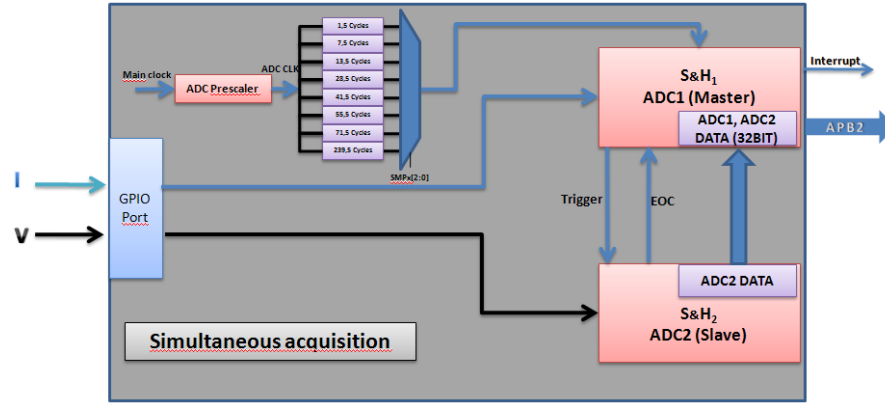 1,5 Cycles
7,5 Cycles
13,5 Cycles
28,5 Cycles
41,5 Cycles
55,5 Cycles
71,5 Cycles
239,5 Cycles
Main clock
ADC Prescaler
ADC CLK
SMPx[2:0]
S&H1
ADC1 (Master)
ADC1, ADC2
DATA (32BIT)
Interrupt
APB2
I
V
GPIO
Port
Trigger
EOC
ADC2 DATA
S&H2
ADC2 (Slave)
Simultaneous acquisition